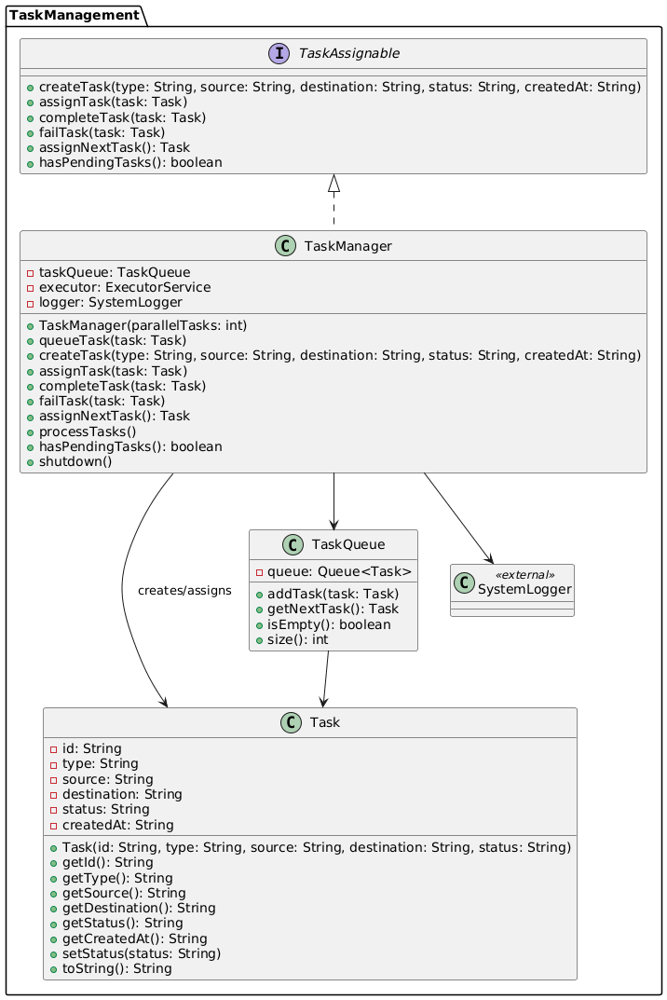 TaskManagement
I TaskAssignable
createTask(type: String, source: String, destination: String, status: String, createdAt: String)
assignTask(task: Task)
completeTask(task: Task)
failTask(task: Task)
assignNextTask(): Task
hasPendingTasks(): boolean
C TaskManager
taskQueue: TaskQueue
executor: ExecutorService
logger: SystemLogger
TaskManager(parallelTasks: int)
queueTask(task: Task)
createTask(type: String, source: String, destination: String, status: String, createdAt: String)
assignTask(task: Task)
completeTask(task: Task)
failTask(task: Task)
assignNextTask(): Task
processTasks()
hasPendingTasks(): boolean
shutdown()
creates/assigns
C TaskQueue
queue: Queue<Task>
addTask(task: Task)
getNextTask(): Task
isEmpty(): boolean
size(): int
«external»
C SystemLogger
C Task
id: String
type: String
source: String
destination: String
status: String
createdAt: String
Task(id: String, type: String, source: String, destination: String, status: String)
getId(): String
getType(): String
getSource(): String
getDestination(): String
getStatus(): String
getCreatedAt(): String
setStatus(status: String)
toString(): String